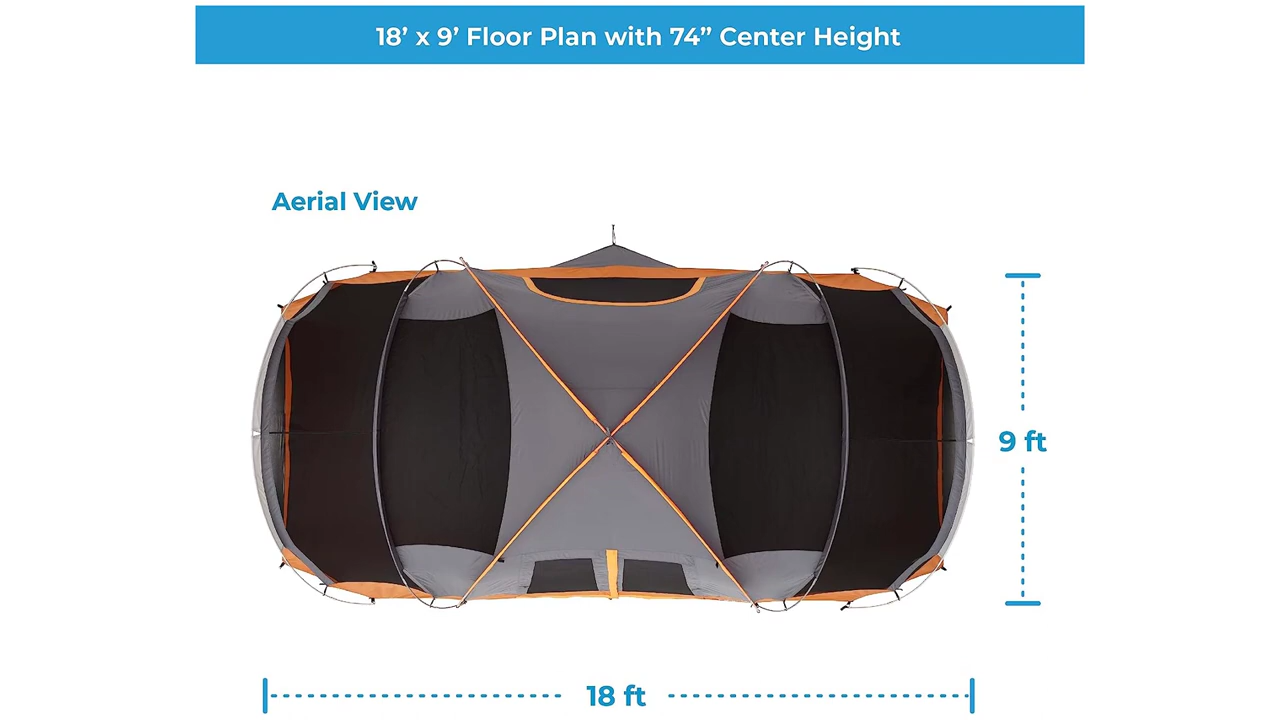 18’ x 9’ Floor Plan with 74” Center Height
Aerial View
9 ft
18 ft